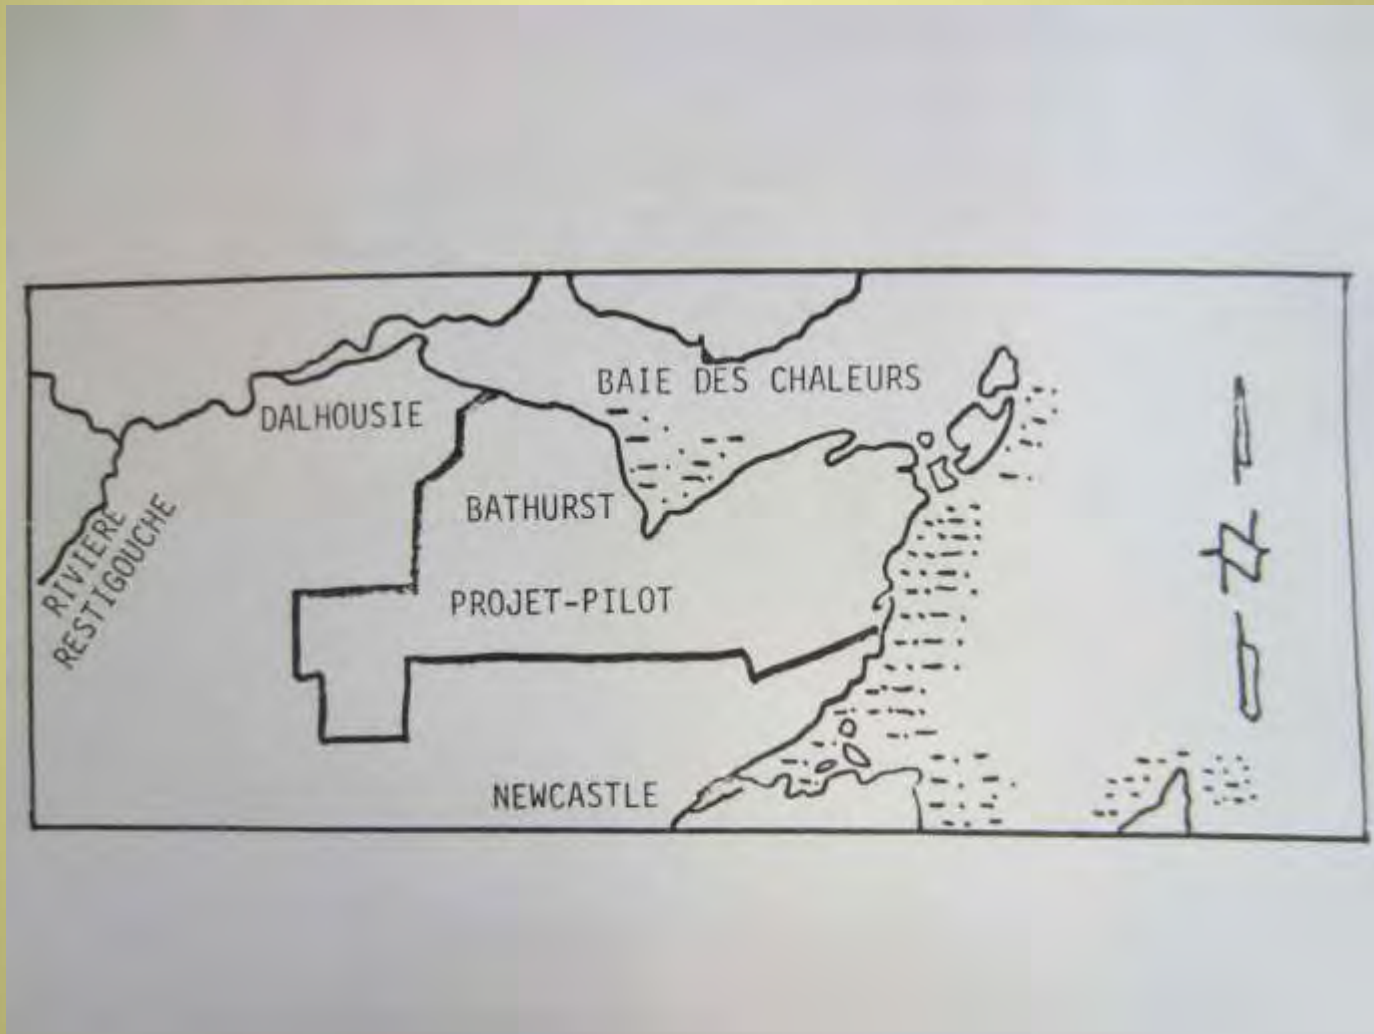 BAIE DES CHALEURS
DALHOUSIE
BATHURST
RIVIERE
RESTIGOUCHE
PROJET-PILOT
NEWCASTLE
N